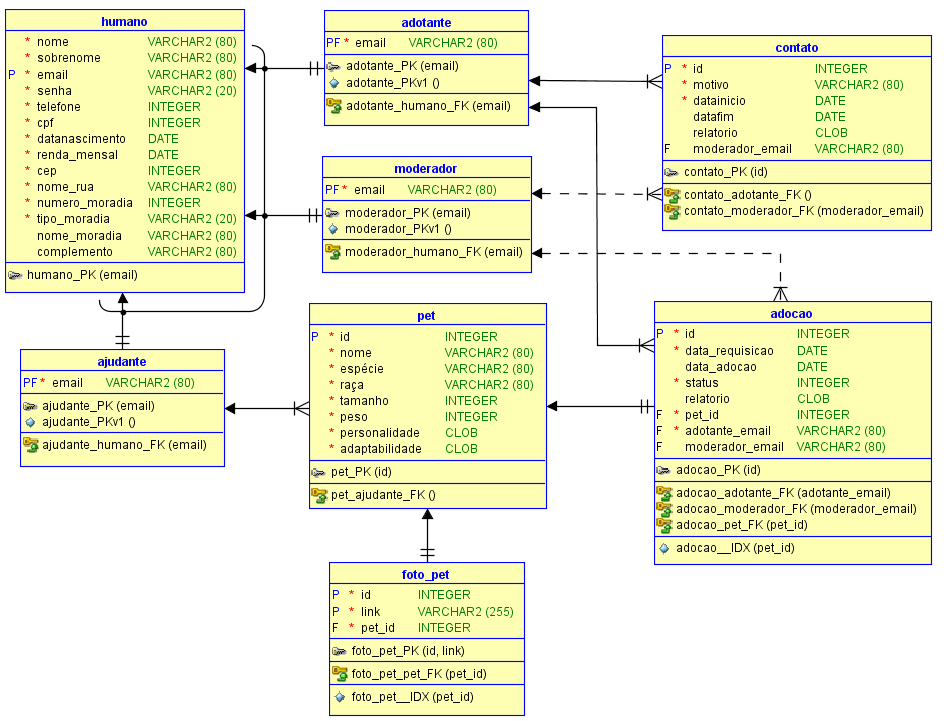 humano
* nome VARCHAR2 (80)
* sobrenome VARCHAR2 (80)
P * email VARCHAR2 (80)
* senha VARCHAR2 (20)
* telefone INTEGER
* cpf INTEGER
* datanascimento DATE
* renda_mensal DATE
* cep INTEGER
* nome_rua VARCHAR2 (80)
* numero_moradia INTEGER
* tipo_moradia VARCHAR2 (20)
nome_moradia VARCHAR2 (80)
complemento VARCHAR2 (80)
humano_PK (email)
adotante
PF * email VARCHAR2 (80)
adotante_PK (email)
adotante_PKv1 ()
adotante_humano_FK (email)
contato
P * id INTEGER
* motivo VARCHAR2 (80)
* datainicio DATE
datafim DATE
relatorio CLOB
F moderador_email VARCHAR2 (80)
contato_PK (id)
contato_adotante_FK ()
contato_moderador_FK (moderador_email)
moderador
PF * email VARCHAR2 (80)
moderador_PK (email)
moderador_PKv1 ()
moderador_humano_FK (email)
ajudante
PF * email VARCHAR2 (80)
ajudante_PK (email)
ajudante_PKv1 ()
ajudante_humano_FK (email)
pet
P * id INTEGER
* nome VARCHAR2 (80)
* espécie VARCHAR2 (80)
* raça VARCHAR2 (80)
* tamanho INTEGER
* peso INTEGER
* personalidade CLOB
* adaptabilidade CLOB
pet_PK (id)
pet_ajudante_FK ()
adocao
P * id INTEGER
* data_requisicao DATE
data_adocao DATE
* status INTEGER
relatorio CLOB
F * pet_id INTEGER
F * adotante_email VARCHAR2 (80)
F moderador_email VARCHAR2 (80)
adocao_PK (id)
adocao_adotante_FK (adotante_email)
adocao_moderador_FK (moderador_email)
adocao_pet_FK (pet_id)
adocao__IDX (pet_id)
foto_pet
P * id INTEGER
P * link VARCHAR2 (255)
F * pet_id INTEGER
foto_pet_PK (id, link)
foto_pet_pet_FK (pet_id)
foto_pet__IDX (pet_id)